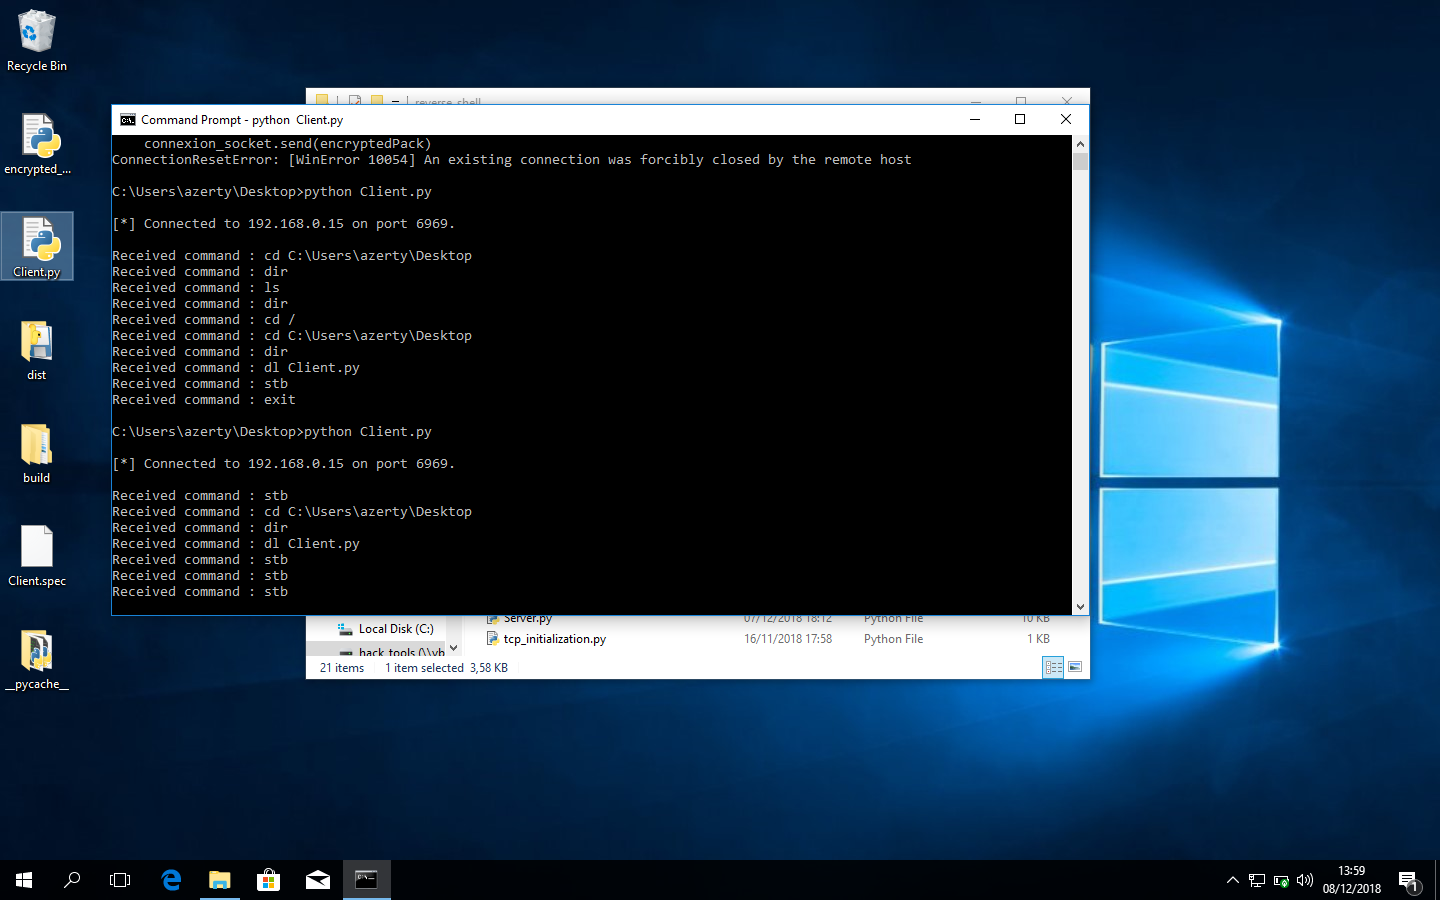 Recycle Bin
encrypted_...
Client.py
dist
build
Client.spec
__pycache__
reverse_shell
Command Prompt - python  Client.py
    connexion_socket.send(encryptedPack)
ConnectionResetError: [WinError 10054] An existing connection was forcibly closed by the remote host
C:\Users\azerty\Desktop>python Client.py
[*] Connected to 192.168.0.15 on port 6969.
Received command : cd C:\Users\azerty\Desktop
Received command : dir
Received command : ls
Received command : dir
Received command : cd /
Received command : cd C:\Users\azerty\Desktop
Received command : dir
Received command : dl Client.py
Received command : stb
Received command : exit
C:\Users\azerty\Desktop>python Client.py
[*] Connected to 192.168.0.15 on port 6969.
Received command : stb
Received command : cd C:\Users\azerty\Desktop
Received command : dir
Received command : dl Client.py
Received command : stb
Received command : stb
Received command : stb
Server.py 07/12/2018 18:12 Python File 10 KB
Local Disk (C:)
tcp_initialization.py 16/11/2018 17:58 Python File 1 KB
hack_tools (\\vb
21 items 1 item selected 3,58 KB
13:59
08/12/2018
1